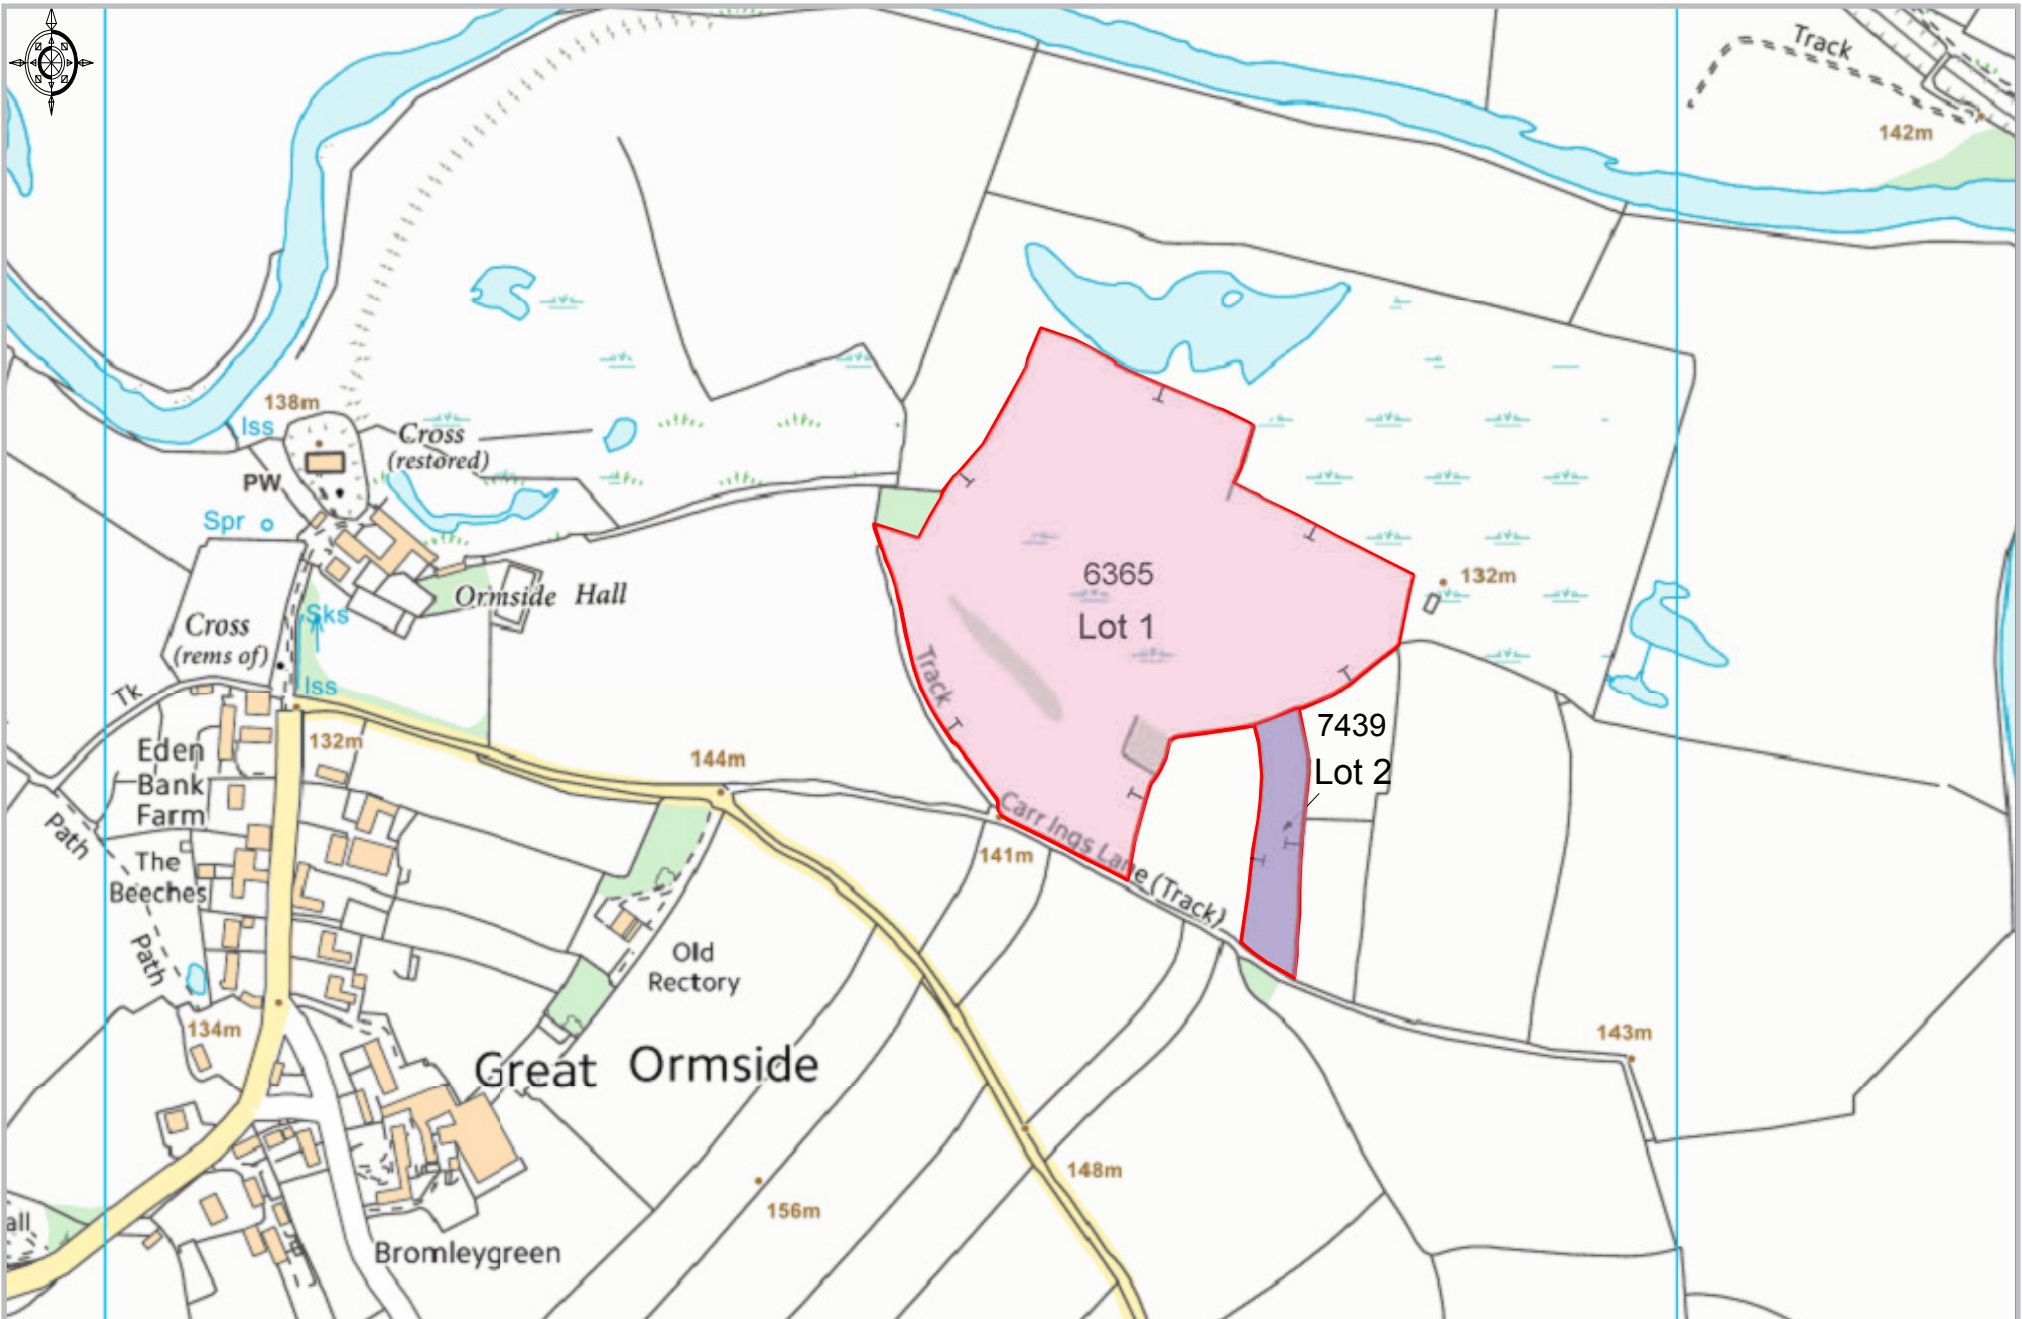 Track
142m
138m
Iss
Cross
(restored)
PW
Spr
Ormside Hall
Sks
Cross
(rems of)
Iss
Tk
132m
6365
Lot 1
132m
Track
7439
Lot 2
Eden
Bank
Farm
144m
Path
The
Beeches
Carr Ings Lane (Track)
141m
Path
Old
Rectory
134m
143m
Great Ormside
148m
156m
all
Bromleygreen